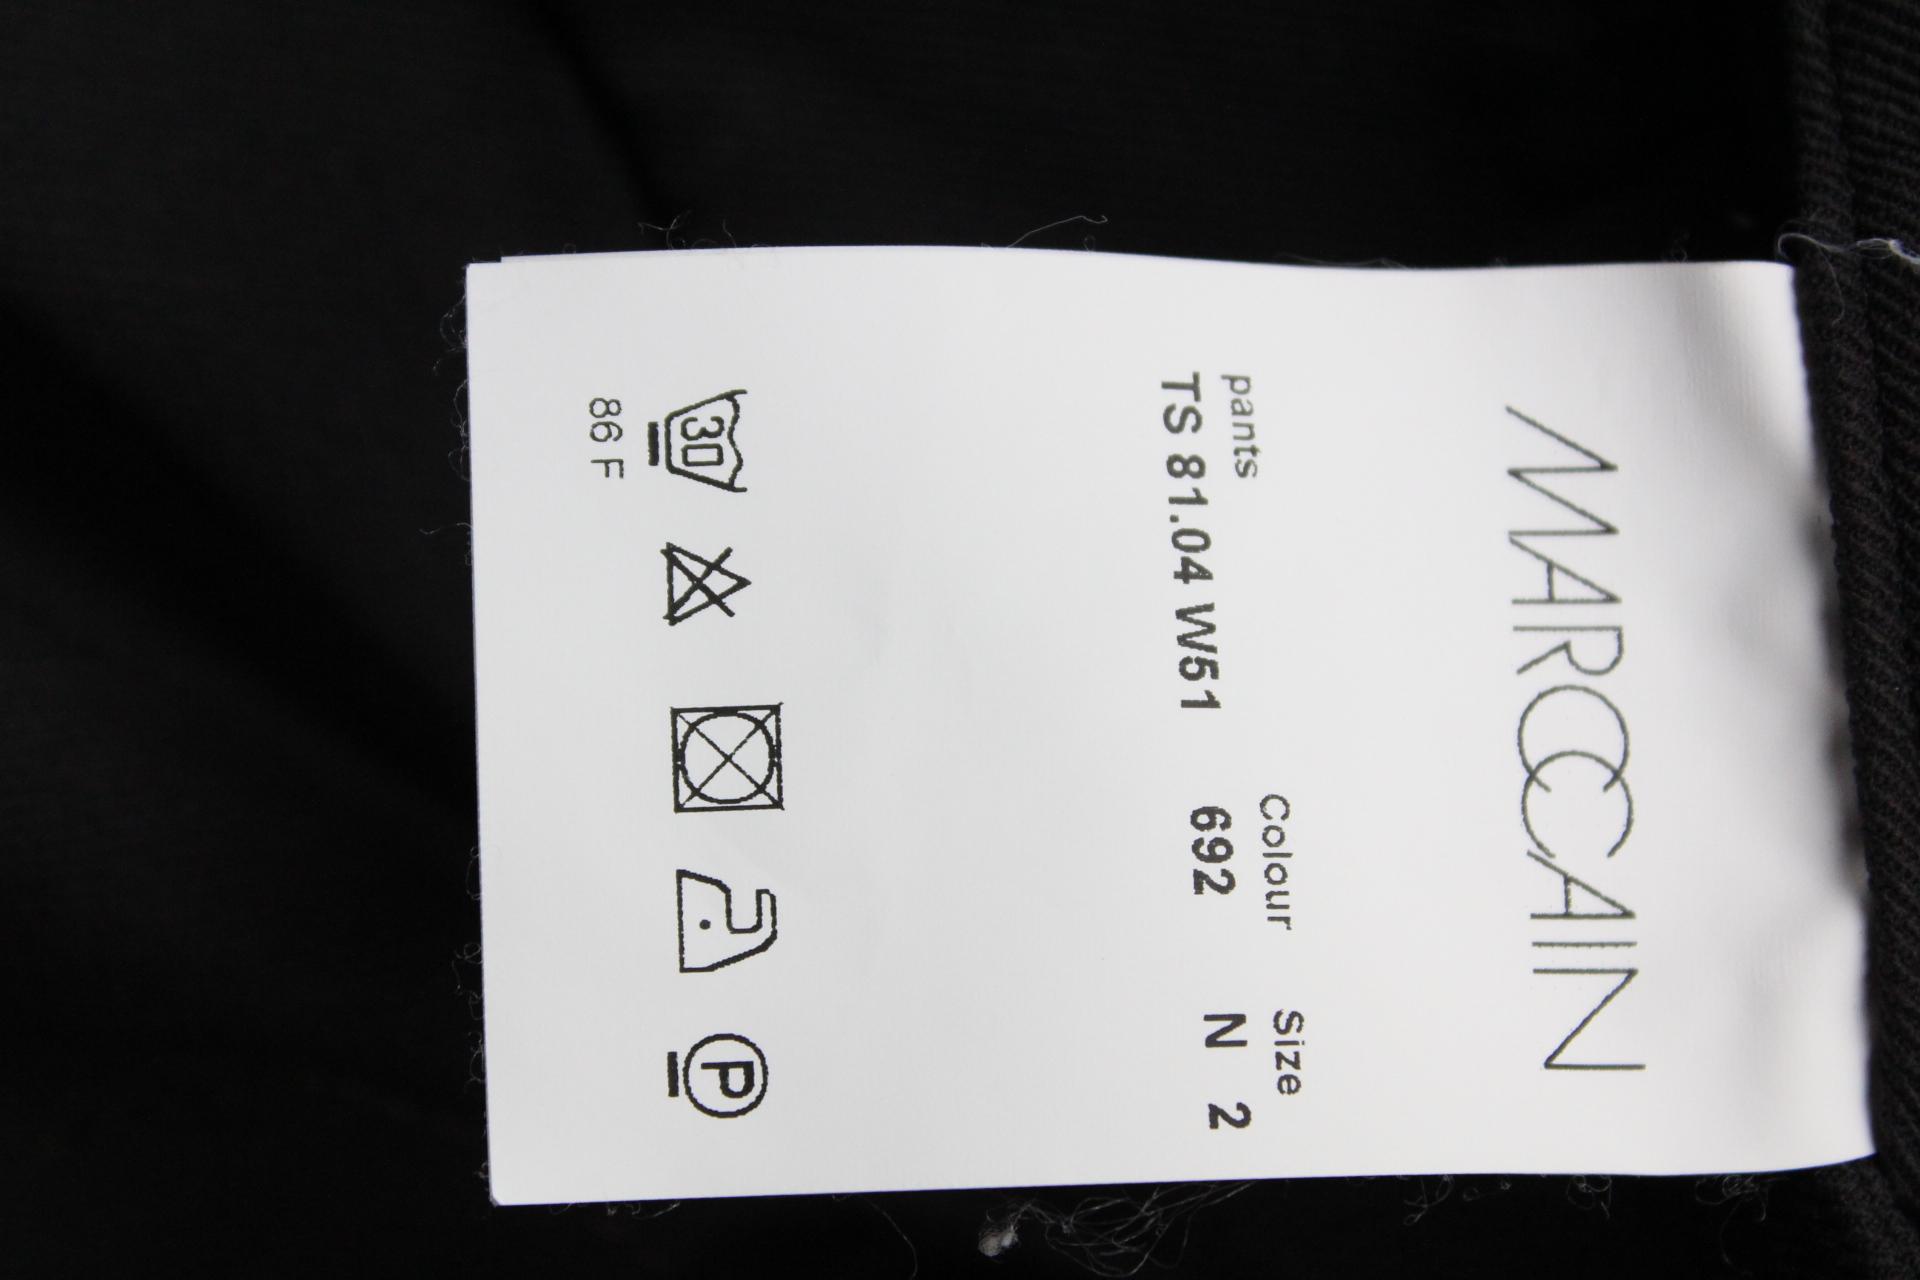 MARCCAIN
pants Colour Size
TS 81.04 W51 692 N 2
30 P
86 F